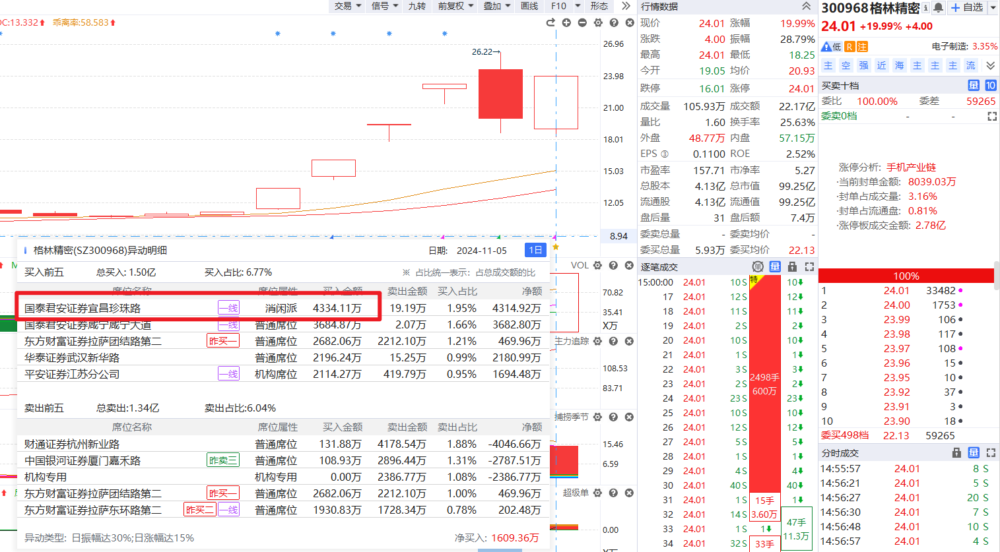 交易 信号 九转 前复权 叠加 画线 F10 形态
DC:13.332 乖离率:58.583
26.22→
26.96
23.98
21.00
18.01
15.03
12.05
8.94
VOL
70.82
35.41
X万
主力追踪
108.53
83.71
捕捞季节
15.46
6.59
超级单
0.00
格林精密(SZ300968)异动明细 日期: 2024-11-05 1日
买入前五 总买入: 1.50亿 买入占比: 6.77% ※ 占比统一表示：占总成交额的比
席位名称 席位属性 买入金额 卖出金额 买入占比 净额
国泰君安证券宜昌珍珠路 一线 消闲派 4334.11万 19.19万 1.95% 4314.92万
国泰君安证券咸宁咸宁大道 一线 普通席位 3684.87万 2.07万 1.66% 3682.80万
东方财富证券拉萨团结路第二 昨买一 普通席位 2682.06万 2212.10万 1.21% 469.96万
华泰证券武汉新华路 普通席位 2196.24万 15.25万 0.99% 2180.99万
平安证券江苏分公司 一线 机构席位 2114.27万 419.79万 0.95% 1694.48万
卖出前五 总卖出:1.34亿 卖出占比:6.04%
席位名称 席位属性 买入金额 卖出金额 卖出占比 净额
财通证券杭州新业路 普通席位 131.88万 4178.54万 1.88% -4046.66万
中国银河证券厦门嘉禾路 昨卖三 普通席位 108.93万 2896.44万 1.31% -2787.51万
机构专用 机构专用 0.00万 2386.77万 1.08% -2386.77万
东方财富证券拉萨团结路第二 昨买一 普通席位 2682.06万 2212.10万 1.00% 469.96万
东方财富证券拉萨东环路第二 昨买二 一线 普通席位 1930.83万 1728.34万 0.78% 202.48万
异动类型: 日振幅达30%;日涨幅达15% 净买入: 1609.36万
行情数据
现价 24.01 涨幅 19.99%
涨跌 4.00 振幅 28.79%
最高 24.01 最低 18.25
今开 19.05 均价 20.93
跌停 16.01 涨停 24.01
成交量 105.93万 成交额 22.17亿
量比 1.60 换手率 25.63%
外盘 48.77万 内盘 57.15万
EPS ③ 0.1100 ROE 2.52%
市盈率 157.71 市净率 5.27
总股本 4.13亿 总市值 99.25亿
流通股 4.13亿 流通值 99.25亿
盘后量 31 盘后额 7.4万
委卖总量 - 委卖均价 -
委买总量 5.93万 委买均价 22.13
逐笔成交 单 量
15:00:00 24.01 10 S
17 24.01 12 S
18 24.01 11 S
19 24.01 2 S
20 24.01 10 S
21 24.01 1 S
22 24.01 3 S
23 24.01 2 S
24 24.01 23 S
25 24.01 10 S
26 24.01 12 S
27 24.01 5 S
28 24.01 1 S
29 24.01 4 S
30 24.01 40 S
31 24.01 1 S
32 24.01 14 S
33 24.01 1 S
34 24.01 32 S
特
2498手
600万
15手
3.60万
1
33手
10
12
11
2
10
1
3
2
23
10
12
5
1
4
40
1
47手
11.3万
300968格林精密 自选
24.01 +19.99% +4.00
低 R 注 电子制造: 3.35%
主 空 强 近 海 主 主 主 流
买卖十档 量 10
委比 100.00% 委差 59265
委卖0档 - -
涨停分析: 手机产业链
·当前封单金额: 8039.03万
·封单占成交量: 3.16%
·封单占流通盘: 0.81%
·涨停板成交金额: 2.78亿
100%
1 24.01 33482
2 24.00 1753
3 23.99 106
4 23.98 117
5 23.97 108
6 23.96 15
7 23.95 10
8 23.92 37
9 23.91 3
10 23.90 18
委买498档 22.13 59265
分时成交 量
14:55:57 24.01 8 S
14:56:21 24.01 5 S
14:56:27 24.01 20 S
14:56:30 24.01 7 S
14:56:48 24.01 10 S
14:56:57 24.01 4 S